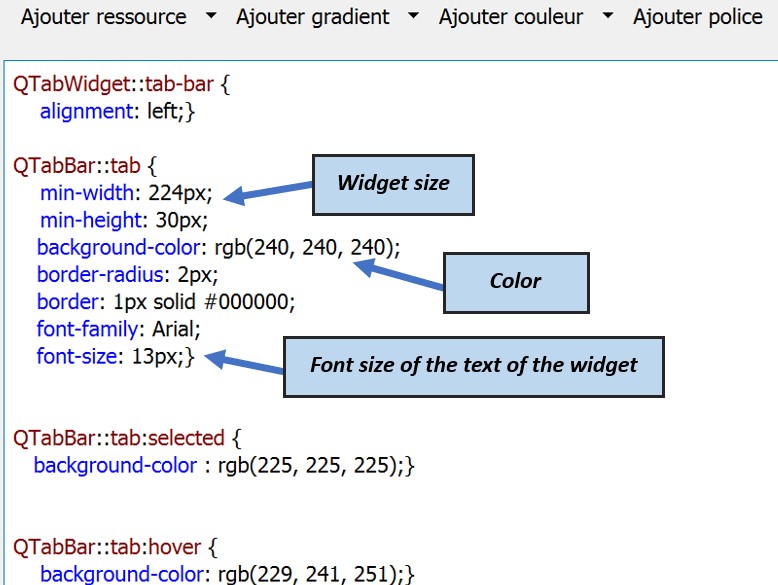 Ajouter ressource Ajouter gradient Ajouter couleur Ajouter police
QTabWidget::tab-bar {
alignment: left;}
QTabBar::tab {
min-width: 224px;
Widget size
min-height: 30px;
background-color: rgb(240, 240, 240);
border-radius: 2px;
Color
border: 1px solid #000000;
font-family: Arial;
font-size: 13px;}
Font size of the text of the widget
QTabBar::tab:selected {
background-color : rgb(225, 225, 225);}
QTabBar::tab:hover {
background-color: rgb(229, 241, 251);}